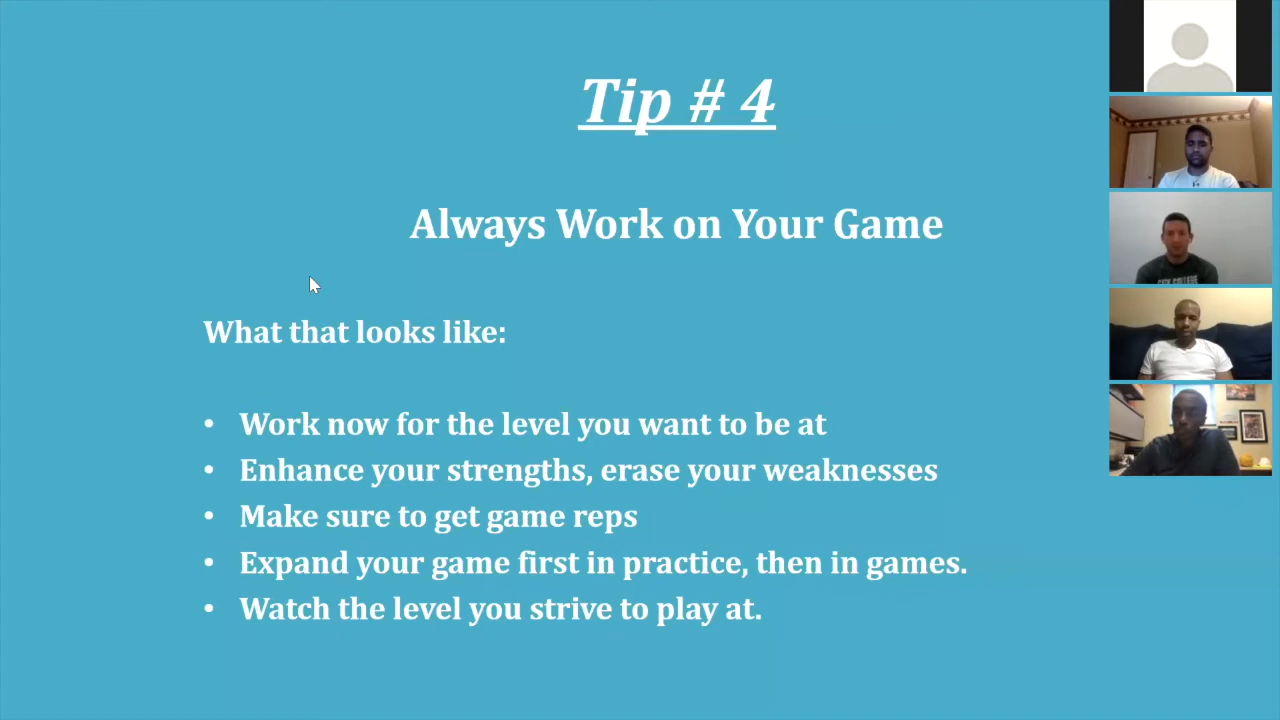 Tip # 4
Always Work on Your Game
What that looks like:
• Work now for the level you want to be at
• Enhance your strengths, erase your weaknesses
• Make sure to get game reps
• Expand your game first in practice, then in games.
• Watch the level you strive to play at.
COLLEGE